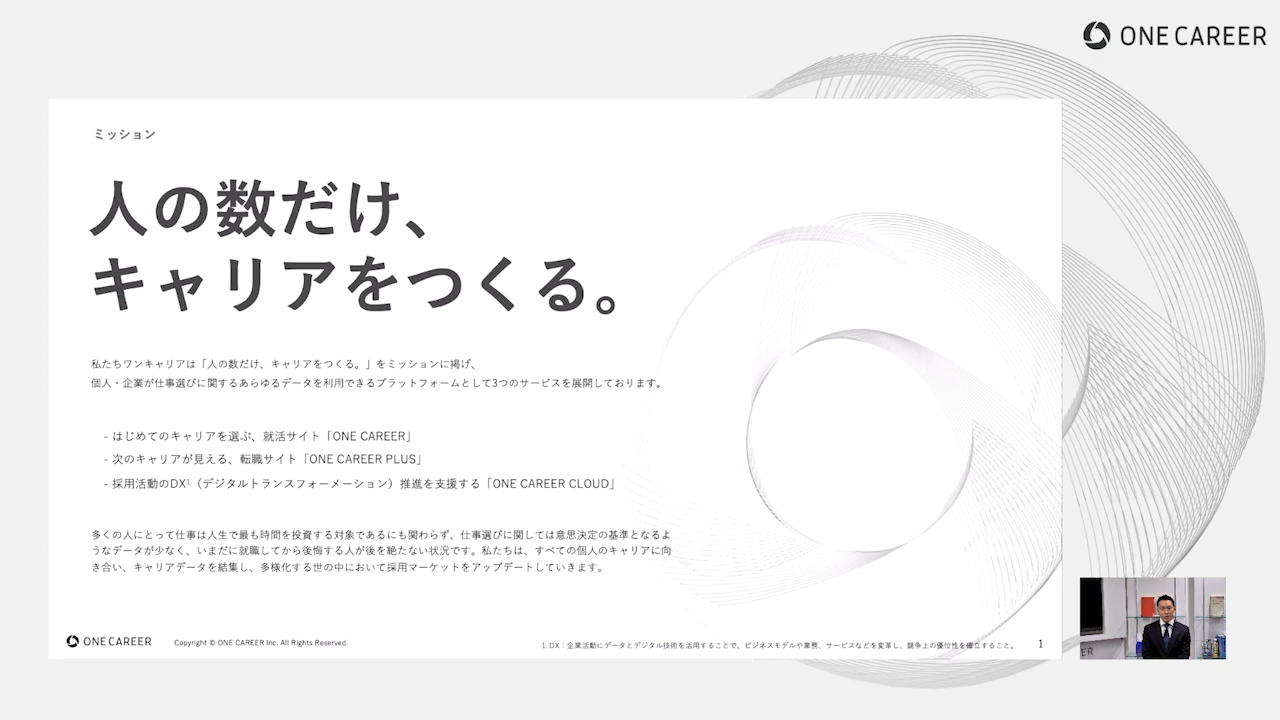 ONE CAREER
ミッション
人の数だけ、
キャリアをつくる。
私たちワンキャリアは「人の数だけ、キャリアをつくる。」をミッションに掲げ、
個人・企業が仕事選びに関するあらゆるデータを利用できるプラットフォームとして3つのサービスを展開しております。
- はじめてのキャリアを選ぶ、就活サイト「ONE CAREER」
- 次のキャリアが見える、転職サイト「ONE CAREER PLUS」
- 採用活動のDX¹（デジタルトランスフォーメーション）推進を支援する「ONE CAREER CLOUD」
多くの人にとって仕事は人生で最も時間を投資する対象であるにも関わらず、仕事選びに関しては意思決定の基準となるよ
うなデータが少なく、いまだに就職してから後悔する人が後を絶たない状況です。私たちは、すべての個人のキャリアに向
き合い、キャリアデータを結集し、多様化する世の中において採用マーケットをアップデートしていきます。
ONE CAREER
Copyright © ONE CAREER Inc. All Rights Reserved.
1. DX：企業活動にデータとデジタル技術を活用することで、ビジネスモデルや業務、サービスなどを変革し、競争上の優位性を確立すること。
1
ER